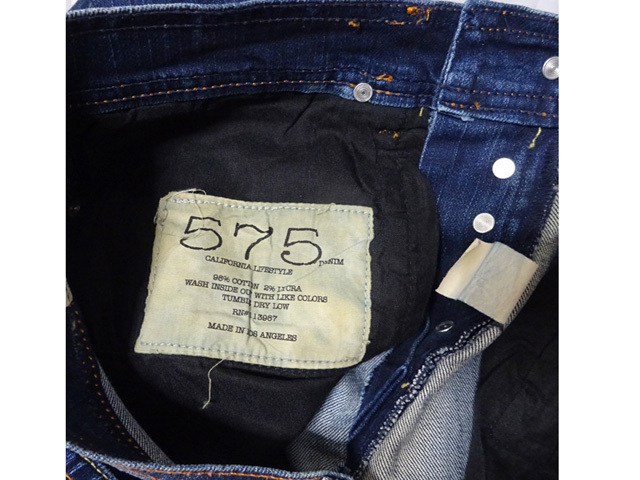 575 DENIM
CALIFORNIA LIFESTYLE
98% COTTON 2% LYCRA
WASH INSIDE OUT WITH LIKE COLORS
TUMBLE DRY LOW
RN# 113987
MADE IN LOS ANGELES